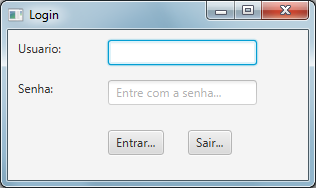 Login
Usuario:
Senha: Entre com a senha...
Entrar... Sair...